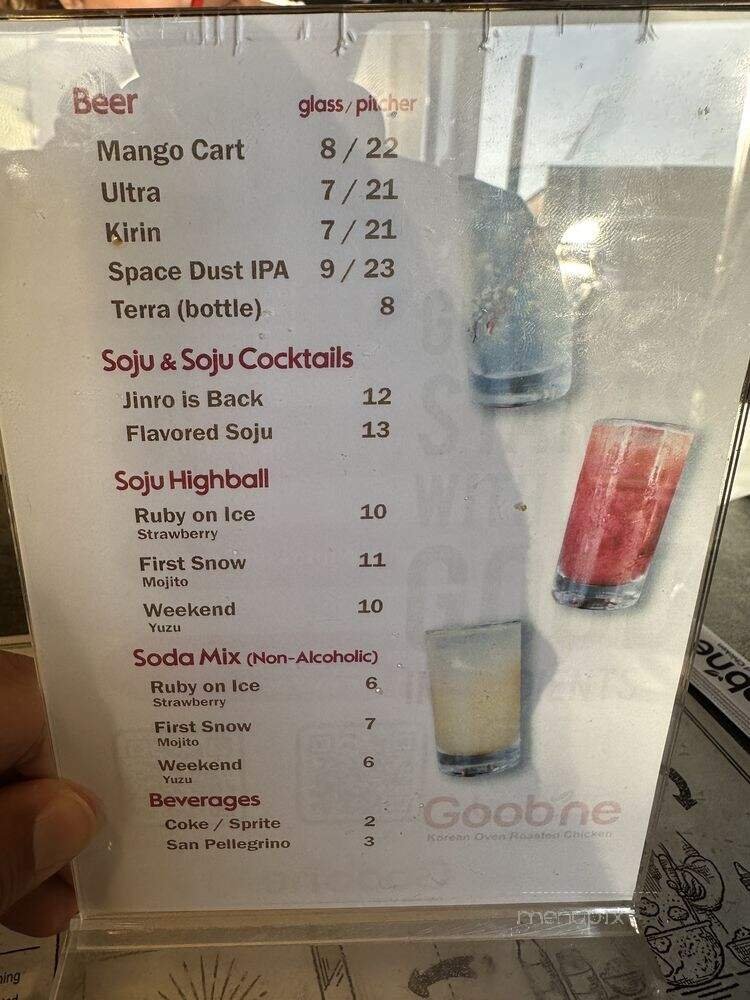 Beer glass / pitcher
Mango Cart 8 / 22
Ultra 7 / 21
Kirin 7 / 21
Space Dust IPA 9 / 23
Terra (bottle) 8
Soju & Soju Cocktails
Jinro is Back 12
Flavored Soju 13
Soju Highball
Ruby on Ice 10
Strawberry
First Snow 11
Mojito
Weekend 10
Yuzu
Soda Mix (Non-Alcoholic)
Ruby on Ice 6
Strawberry
First Snow 7
Mojito
Weekend 6
Yuzu
Beverages
Coke / Sprite 2
San Pellegrino 3
Goobne
Korean Oven Roasted Chicken
menupix